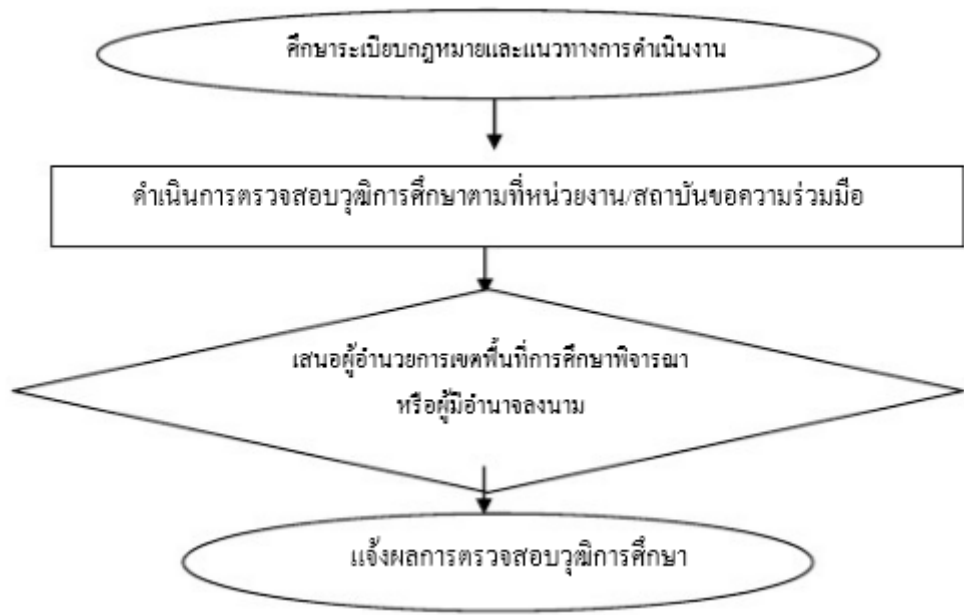 ศึกษาระเบียบกฎหมายและแนวทางการดำเนินงาน
ดำเนินการตรวจสอบวุฒิการศึกษาตามที่หน่วยงาน/สถาบันขอความร่วมมือ
เสนอผู้อำนวยการเขตพื้นที่การศึกษาพิจารณา
หรือผู้มีอำนาจลงนาม
แจ้งผลการตรวจสอบวุฒิการศึกษา